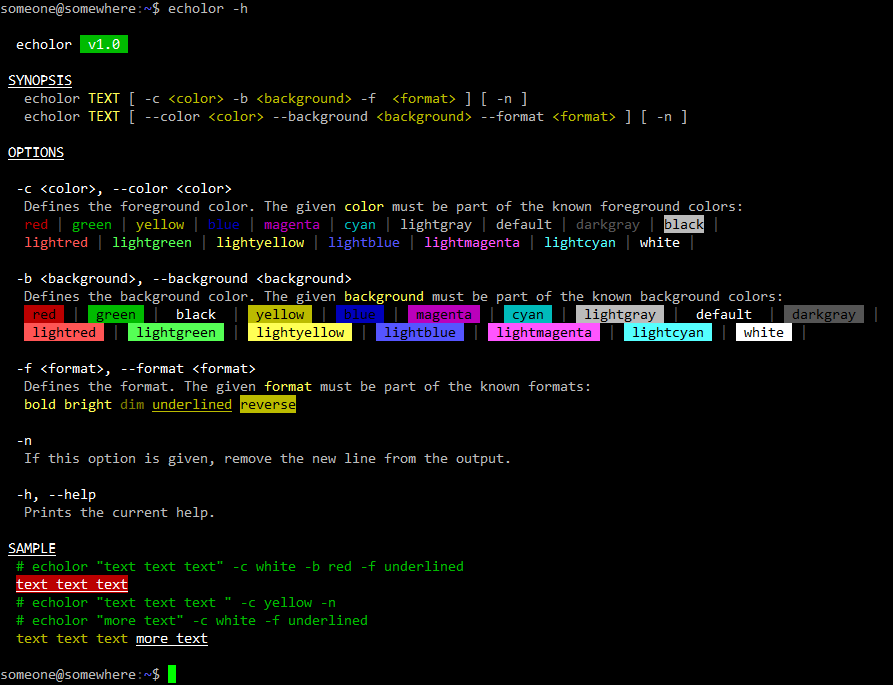 someone@somewhere:~$ echolor -h
echolor v1.0
SYNOPSIS
echolor TEXT [ -c <color> -b <background> -f  <format> ] [ -n ]
echolor TEXT [ --color <color> --background <background> --format <format> ] [ -n ]
OPTIONS
-c <color>, --color <color>
Defines the foreground color. The given color must be part of the known foreground colors:
red | green | yellow | blue | magenta | cyan | lightgray | default | darkgray | black |
lightred | lightgreen | lightyellow | lightblue | lightmagenta | lightcyan | white |
-b <background>, --background <background>
Defines the background color. The given background must be part of the known background colors:
red | green | black | yellow | blue | magenta | cyan | lightgray | default | darkgray |
lightred | lightgreen | lightyellow | lightblue | lightmagenta | lightcyan | white |
-f <format>, --format <format>
Defines the format. The given format must be part of the known formats:
bold bright dim underlined reverse
-n
If this option is given, remove the new line from the output.
-h, --help
Prints the current help.
SAMPLE
# echolor "text text text" -c white -b red -f underlined
text text text
# echolor "text text text " -c yellow -n
# echolor "more text" -c white -f underlined
text text text more text
someone@somewhere:~$